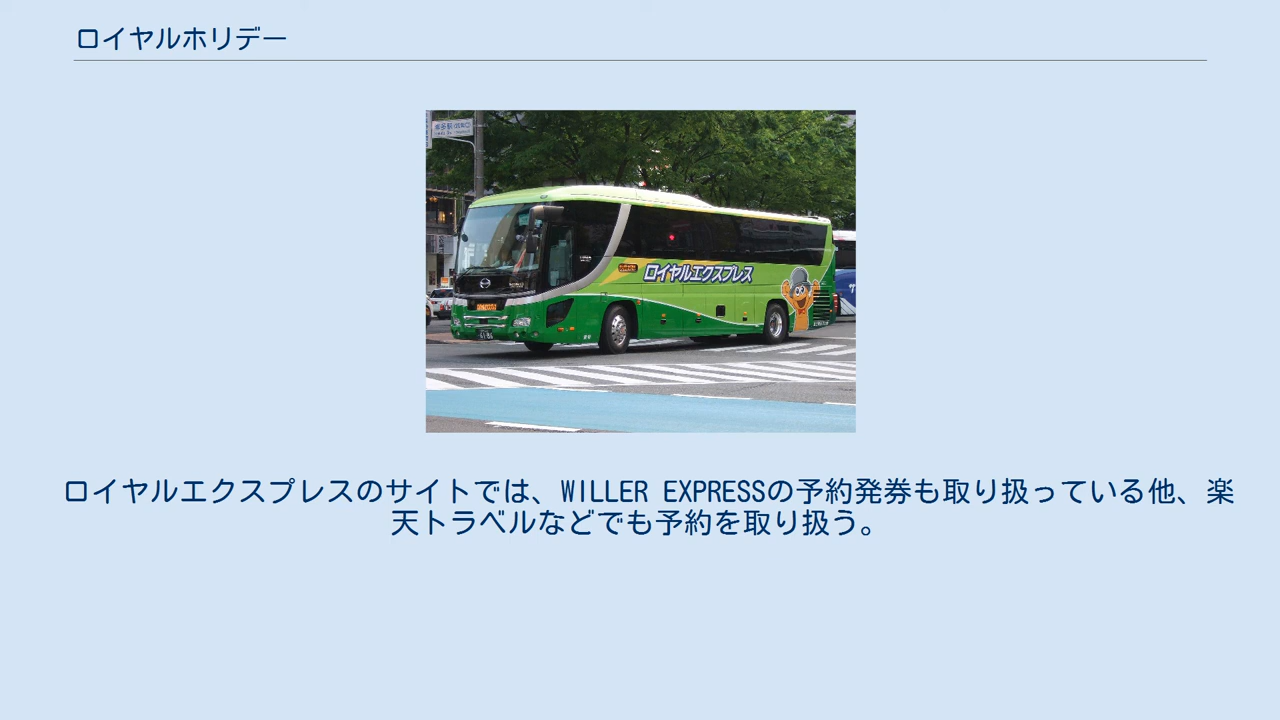 ロイヤルホリデー
ロイヤルエクスプレス
ロイヤルエクスプレスのサイトでは、WILLER EXPRESSの予約発券も取り扱っている他、楽
天トラベルなどでも予約を取り扱う。